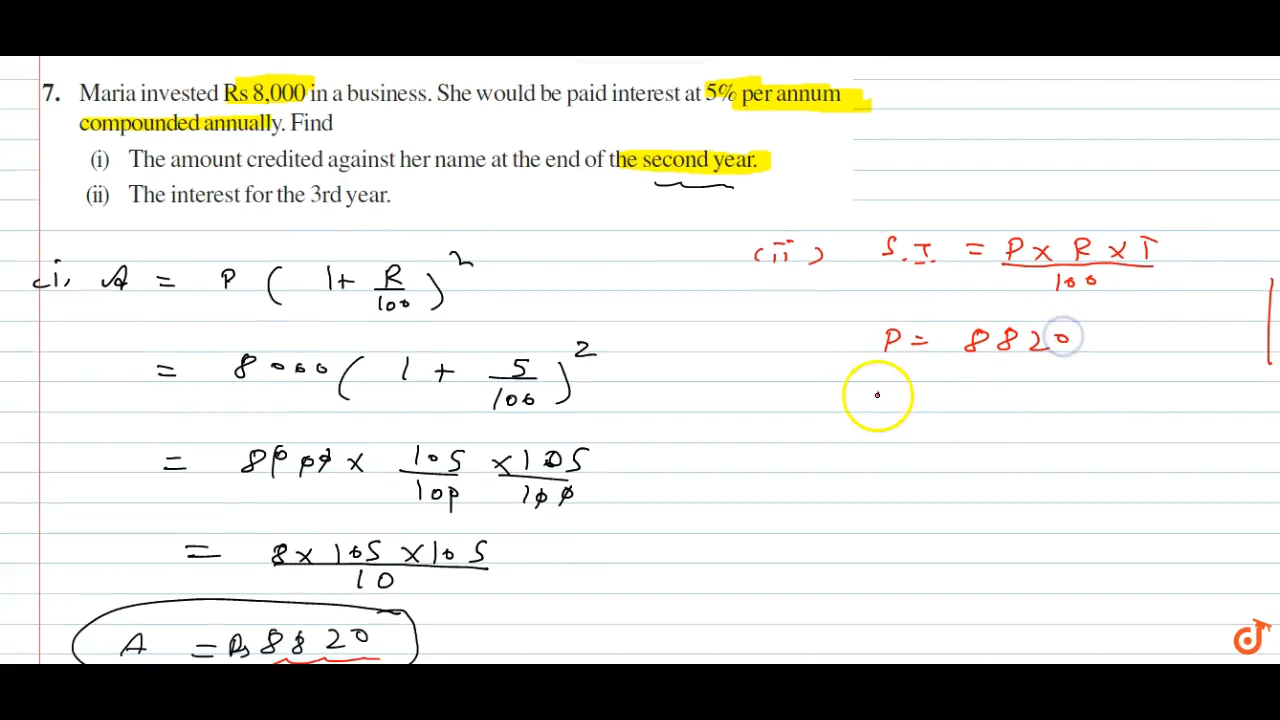 7. Maria invested Rs 8,000 in a business. She would be paid interest at 5% per annum
compounded annually. Find
(i) The amount credited against her name at the end of the second year.
(ii) The interest for the 3rd year.
(i) A = P ( 1 + R/100 )^2
= 8000 ( 1 + 5/100 )^2
= 8000 × 105/100 × 105/100
= 8 × 105 × 105 / 10
A = Rs 8820
(ii) S.I. = P × R × T / 100
P = 8820